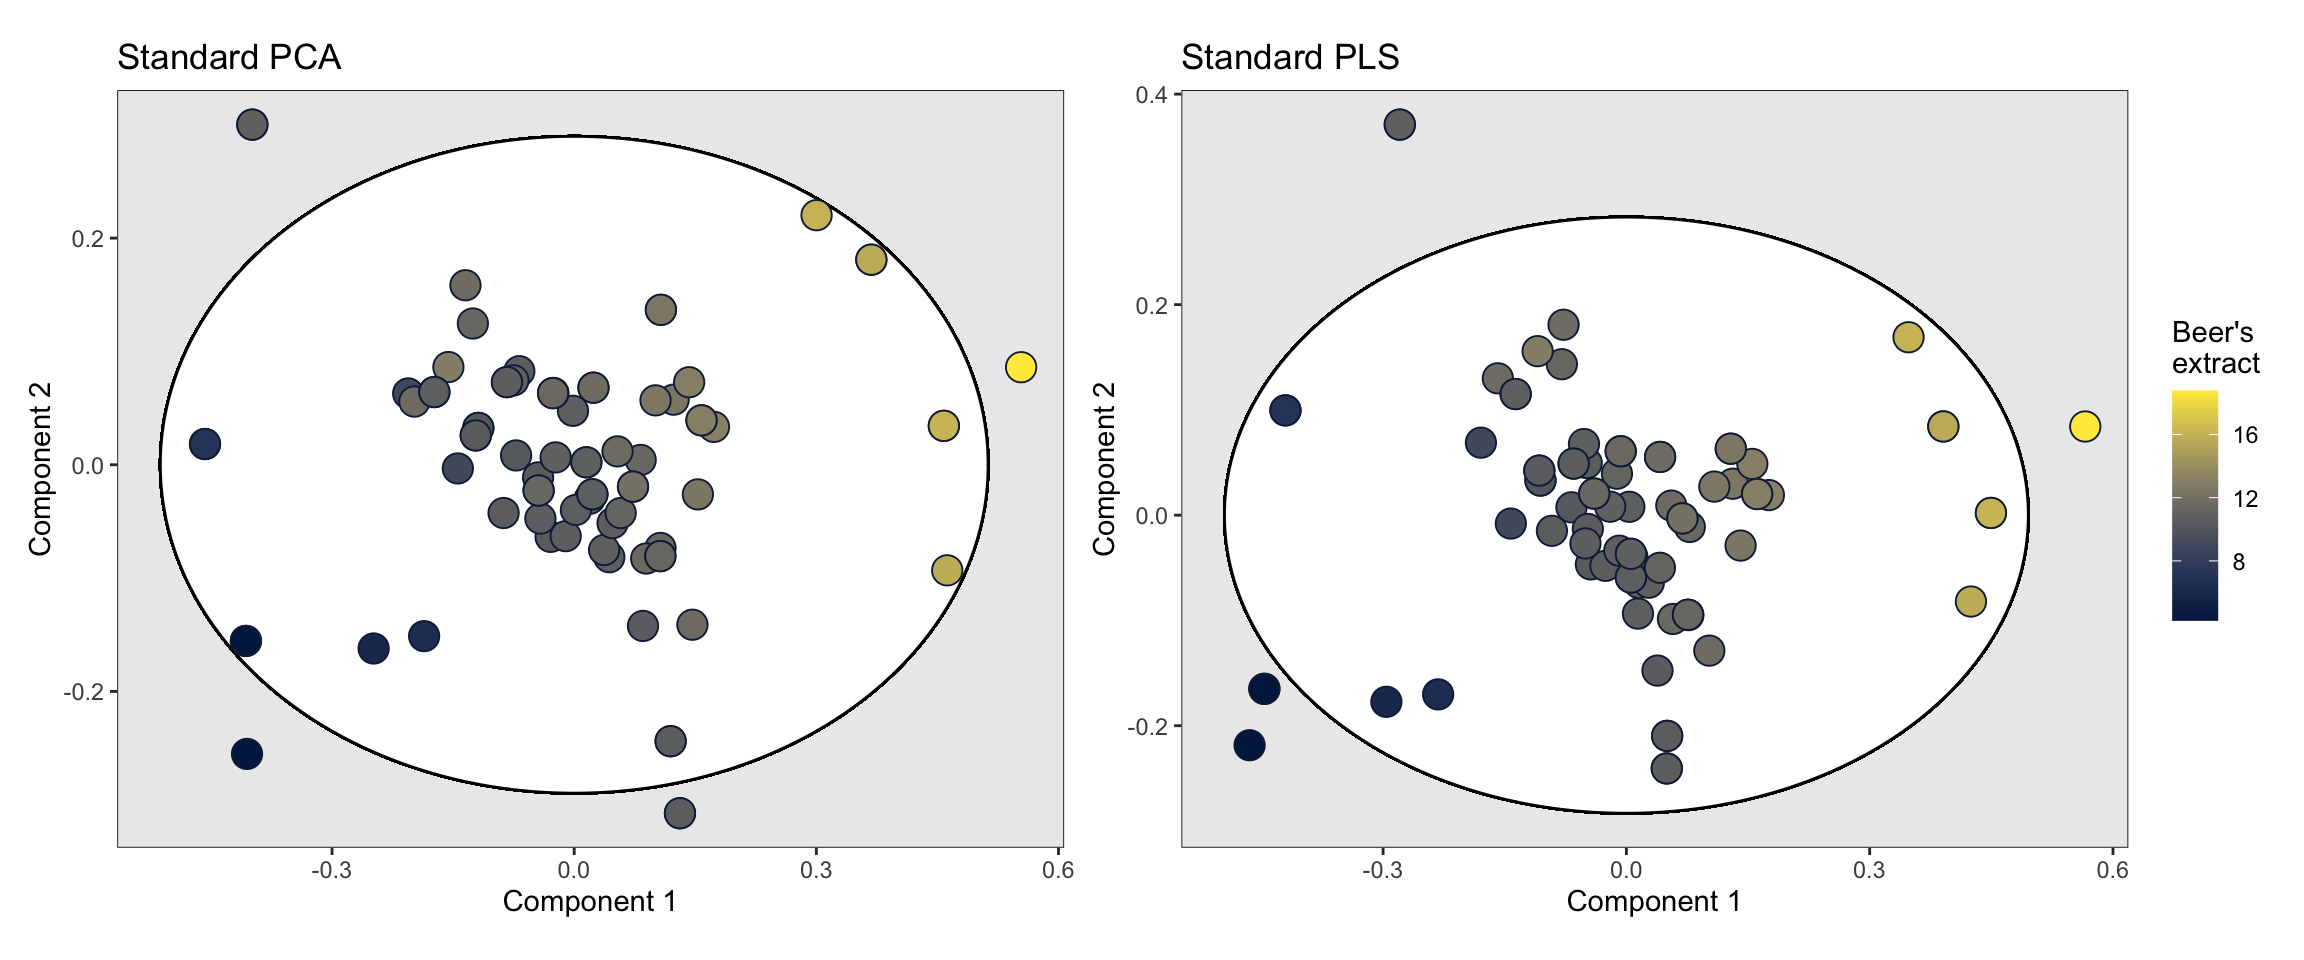 Standard PCA
Standard PLS
0.2
0.0
-0.2
Component 2
-0.3
0.0
0.3
0.6
Component 1
0.4
0.2
0.0
-0.2
Component 2
-0.3
0.0
0.3
0.6
Component 1
Beer's
extract
16
12
8